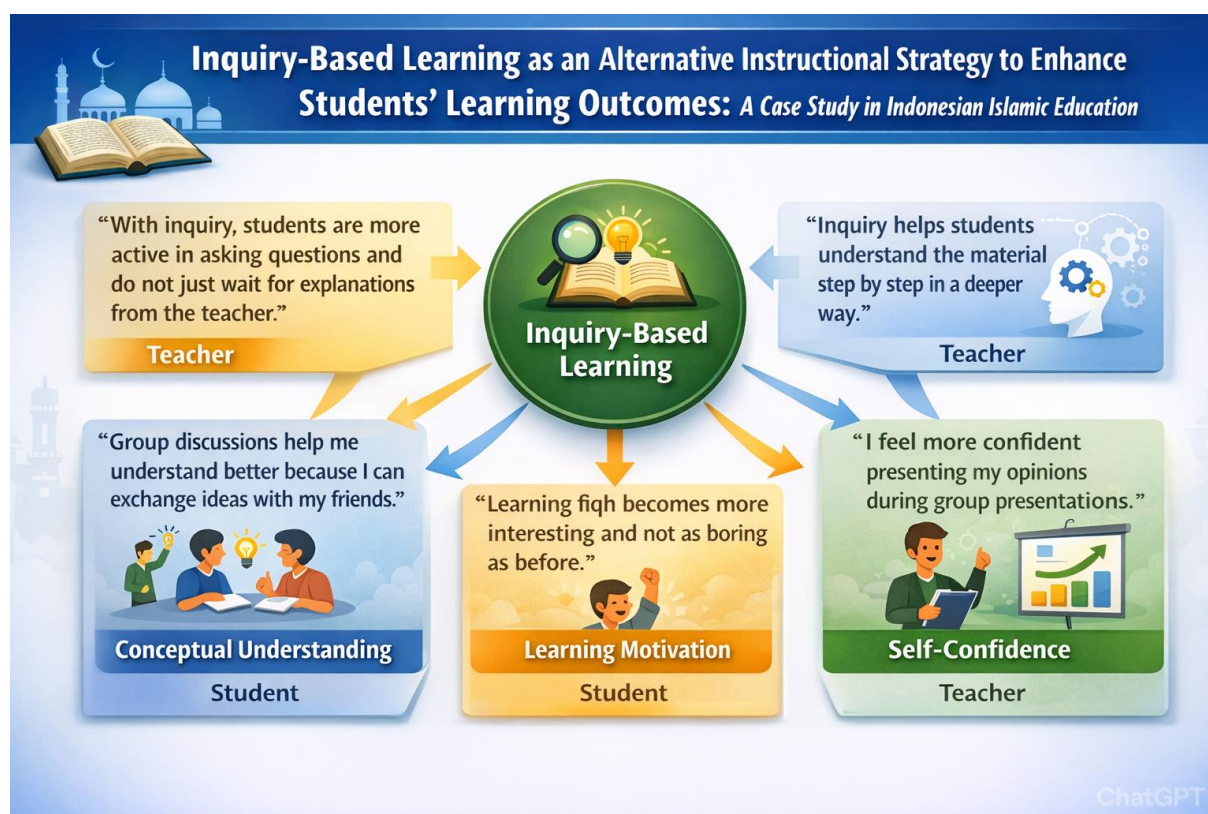 Inquiry-Based Learning as an Alternative Instructional Strategy to Enhance
Students' Learning Outcomes: A Case Study in Indonesian Islamic Education
“With inquiry, students are more
active in asking questions and
do not just wait for explanations
from the teacher.”
Teacher
Inquiry-Based
Learning
“Inquiry helps students
understand the material
step by step in a deeper
way.”
Teacher
“Group discussions help me
understand better because I can
exchange ideas with my friends.”
Conceptual Understanding
Student
“Learning fiqh becomes more
interesting and not as boring
as before.”
Learning Motivation
Student
“I feel more confident
presenting my opinions
during group presentations.”
Self-Confidence
Teacher
ChatGPT